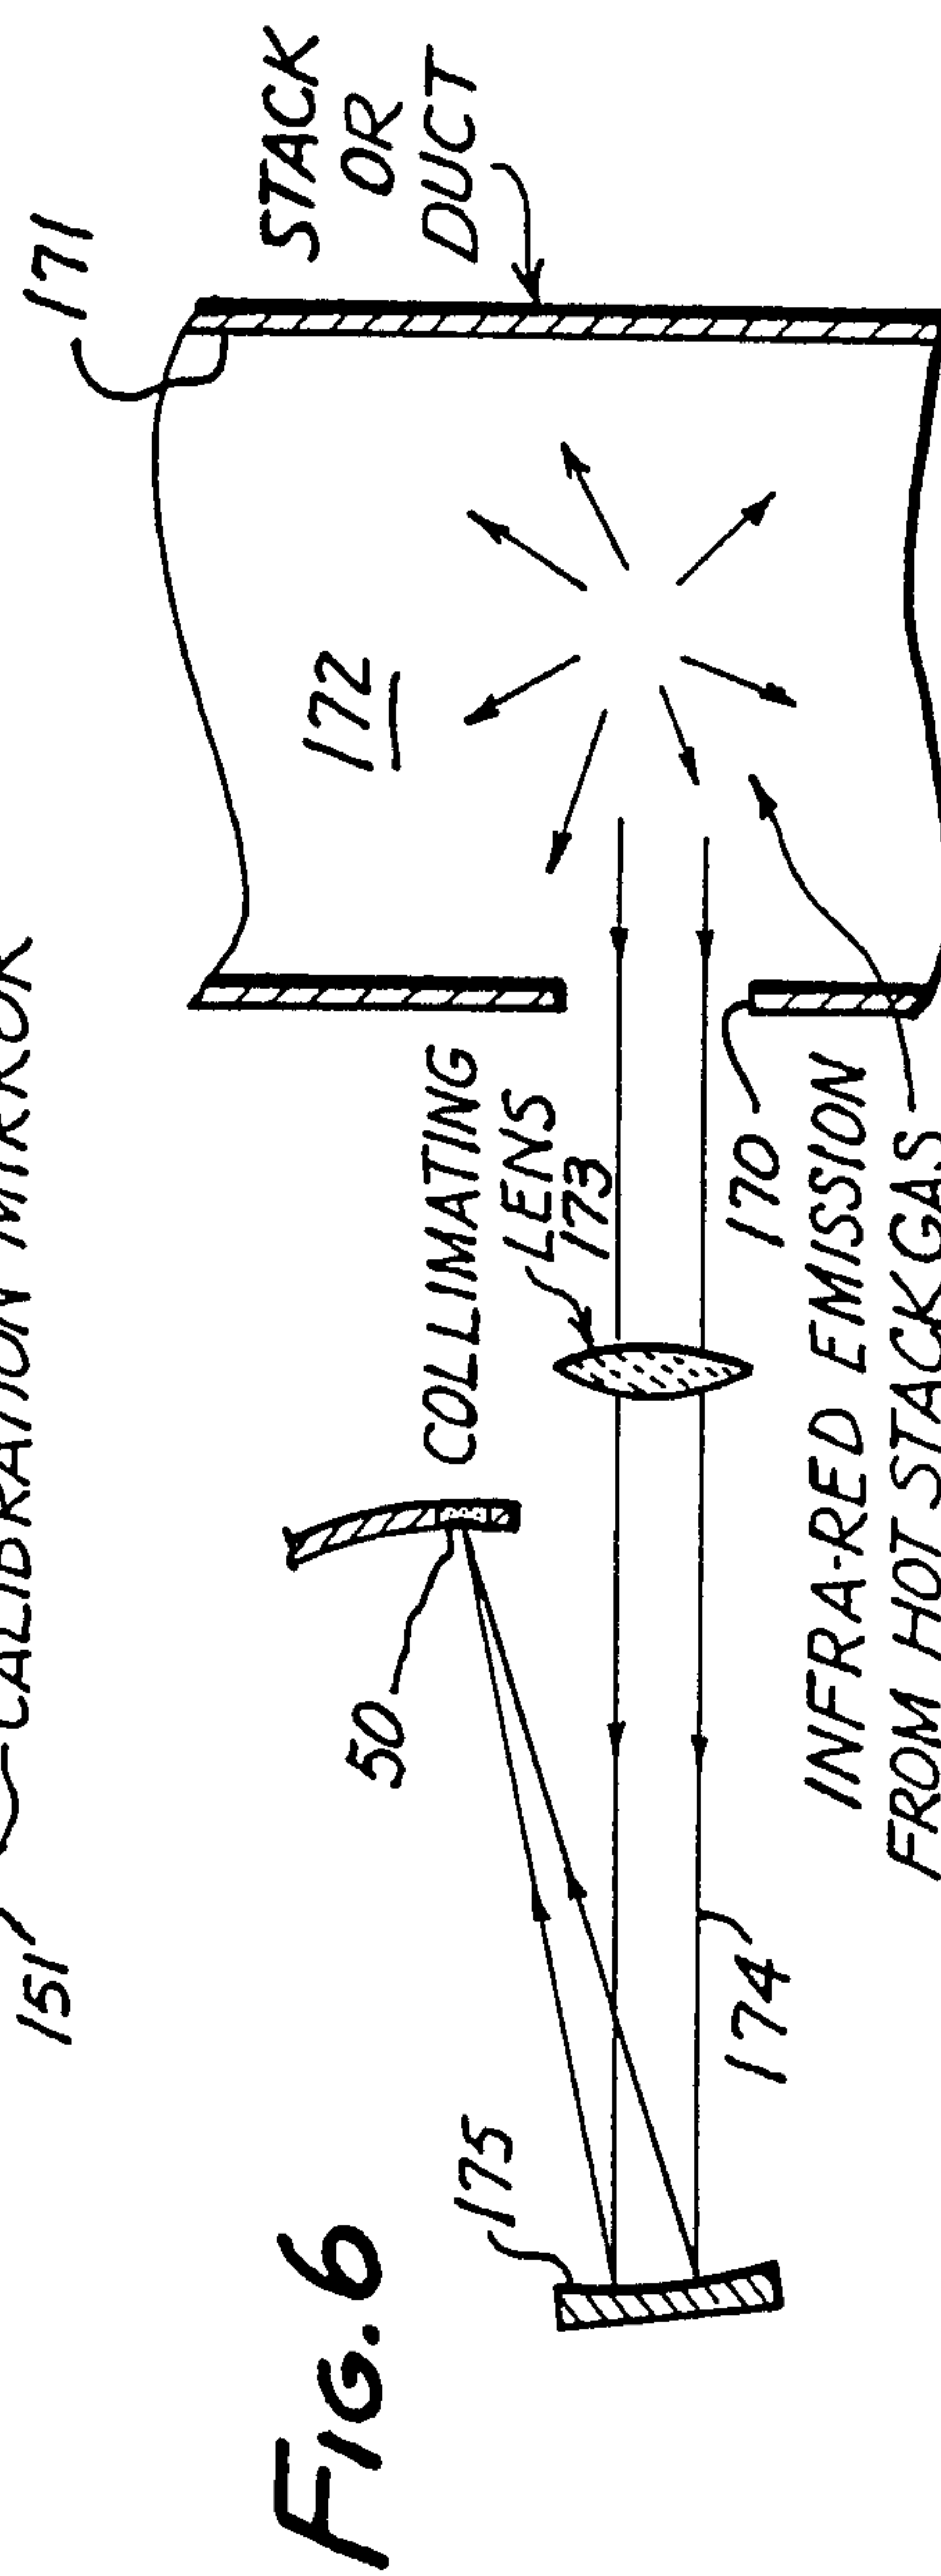 151
CALIBRATION MIRROR
FIG. 6
175
174
50
COLLIMATING
LENS
173
170
INFRA-RED EMISSION
FROM HOT STACK GAS
172
171
STACK
OR
DUCT